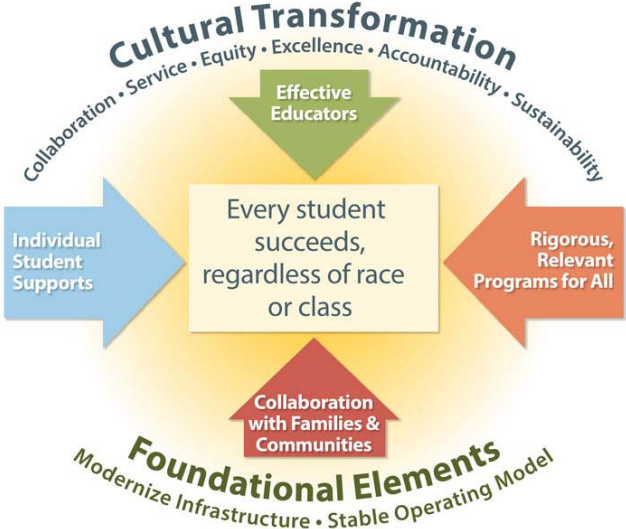 Cultural Transformation
Collaboration • Service • Equity • Excellence • Accountability • Sustainability
Effective
Educators
Individual
Student
Supports
Every student
succeeds,
regardless of race
or class
Rigorous,
Relevant
Programs for All
Collaboration
with Families &
Communities
Foundational Elements
Modernize Infrastructure • Stable Operating Model